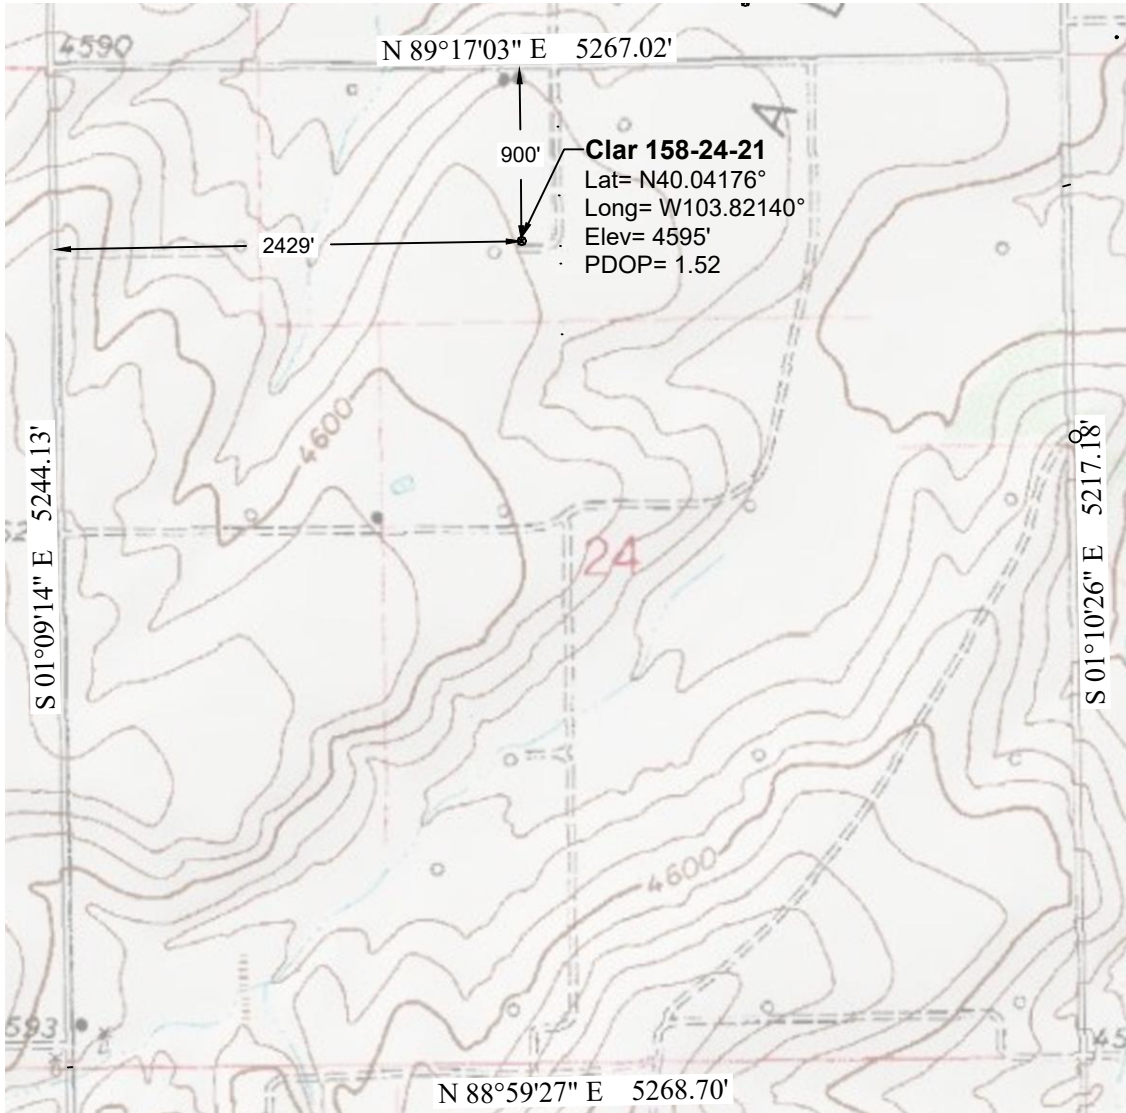 4590
N 89°17'03" E 5267.02'
A
900'
Clar 158-24-21
Lat= N40.04176°
Long= W103.82140°
Elev= 4595'
PDOP= 1.52
2429'
4600
S 01°09'14" E 5244.13'
S 01°10'26" E 5217.18'
24
4600
593
45
N 88°59'27" E 5268.70'